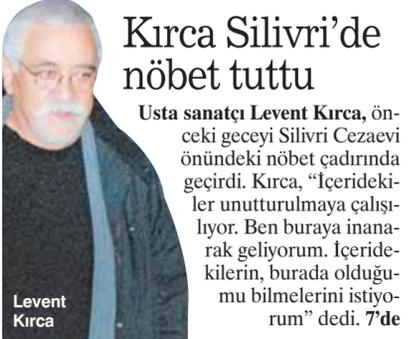 Kırca Silivri’de
nöbet tuttu
Usta sanatçı Levent Kırca, ön-
ceki geceyi Silivri Cezaevi
önündeki nöbet çadırında
geçirdi. Kırca, “İçerideki-
ler unutturulmaya çalışı-
lıyor. Ben buraya inana-
rak geliyorum. İçeride-
kilerin, burada olduğu-
mu bilmelerini istiyo-
rum” dedi. 7’de
Levent
Kırca